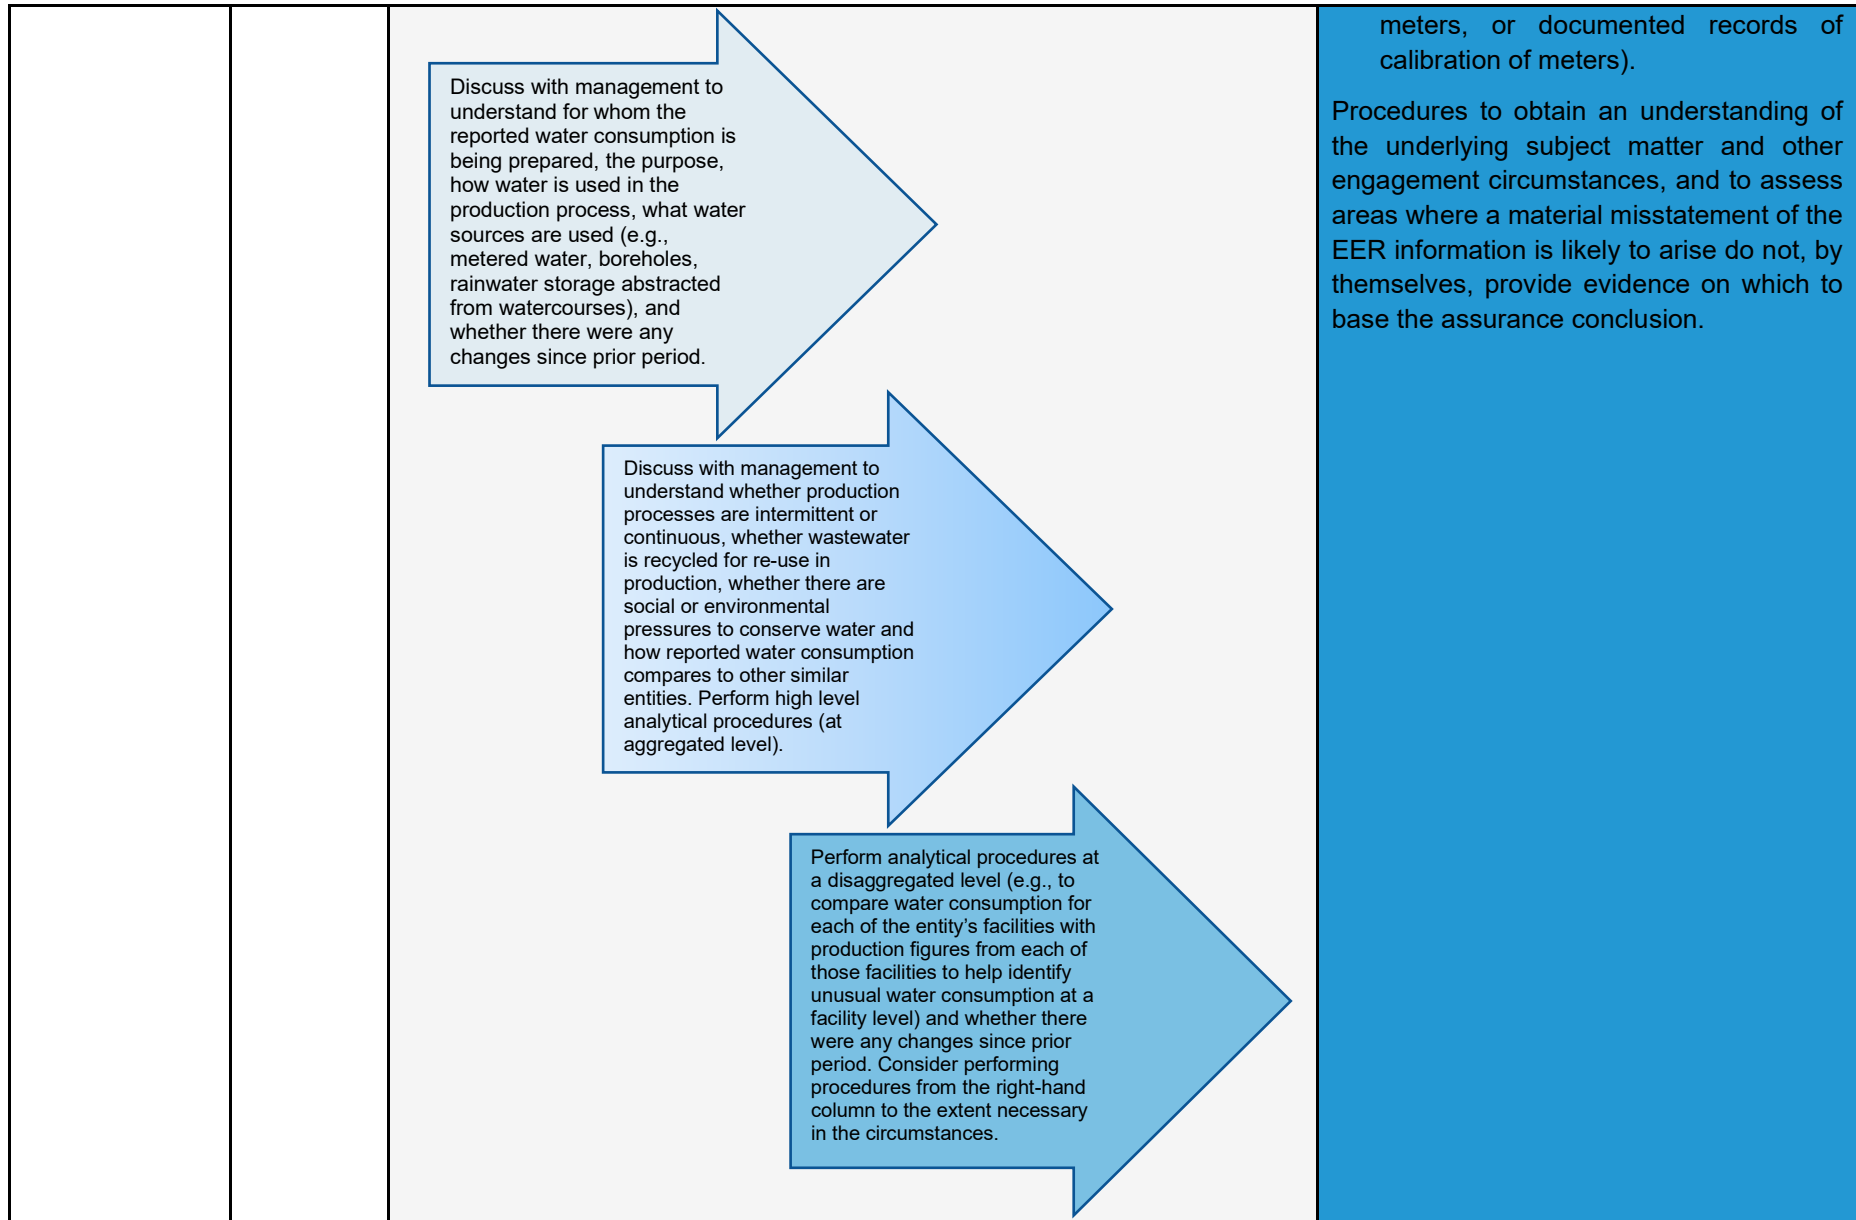 Discuss with management to
understand for whom the
reported water consumption is
being prepared, the purpose,
how water is used in the
production process, what water
sources are used (e.g.,
metered water, boreholes,
rainwater storage abstracted
from watercourses), and
whether there were any
changes since prior period.
Discuss with management to
understand whether production
processes are intermittent or
continuous, whether wastewater
is recycled for re-use in
production, whether there are
social or environmental
pressures to conserve water and
how reported water consumption
compares to other similar
entities. Perform high level
analytical procedures (at
aggregated level).
Perform analytical procedures at
a disaggregated level (e.g., to
compare water consumption for
each of the entity’s facilities with
production figures from each of
those facilities to help identify
unusual water consumption at a
facility level) and whether there
were any changes since prior
period. Consider performing
procedures from the right-hand
column to the extent necessary
in the circumstances.
meters, or documented records of
calibration of meters).
Procedures to obtain an understanding of
the underlying subject matter and other
engagement circumstances, and to assess
areas where a material misstatement of the
EER information is likely to arise do not, by
themselves, provide evidence on which to
base the assurance conclusion.